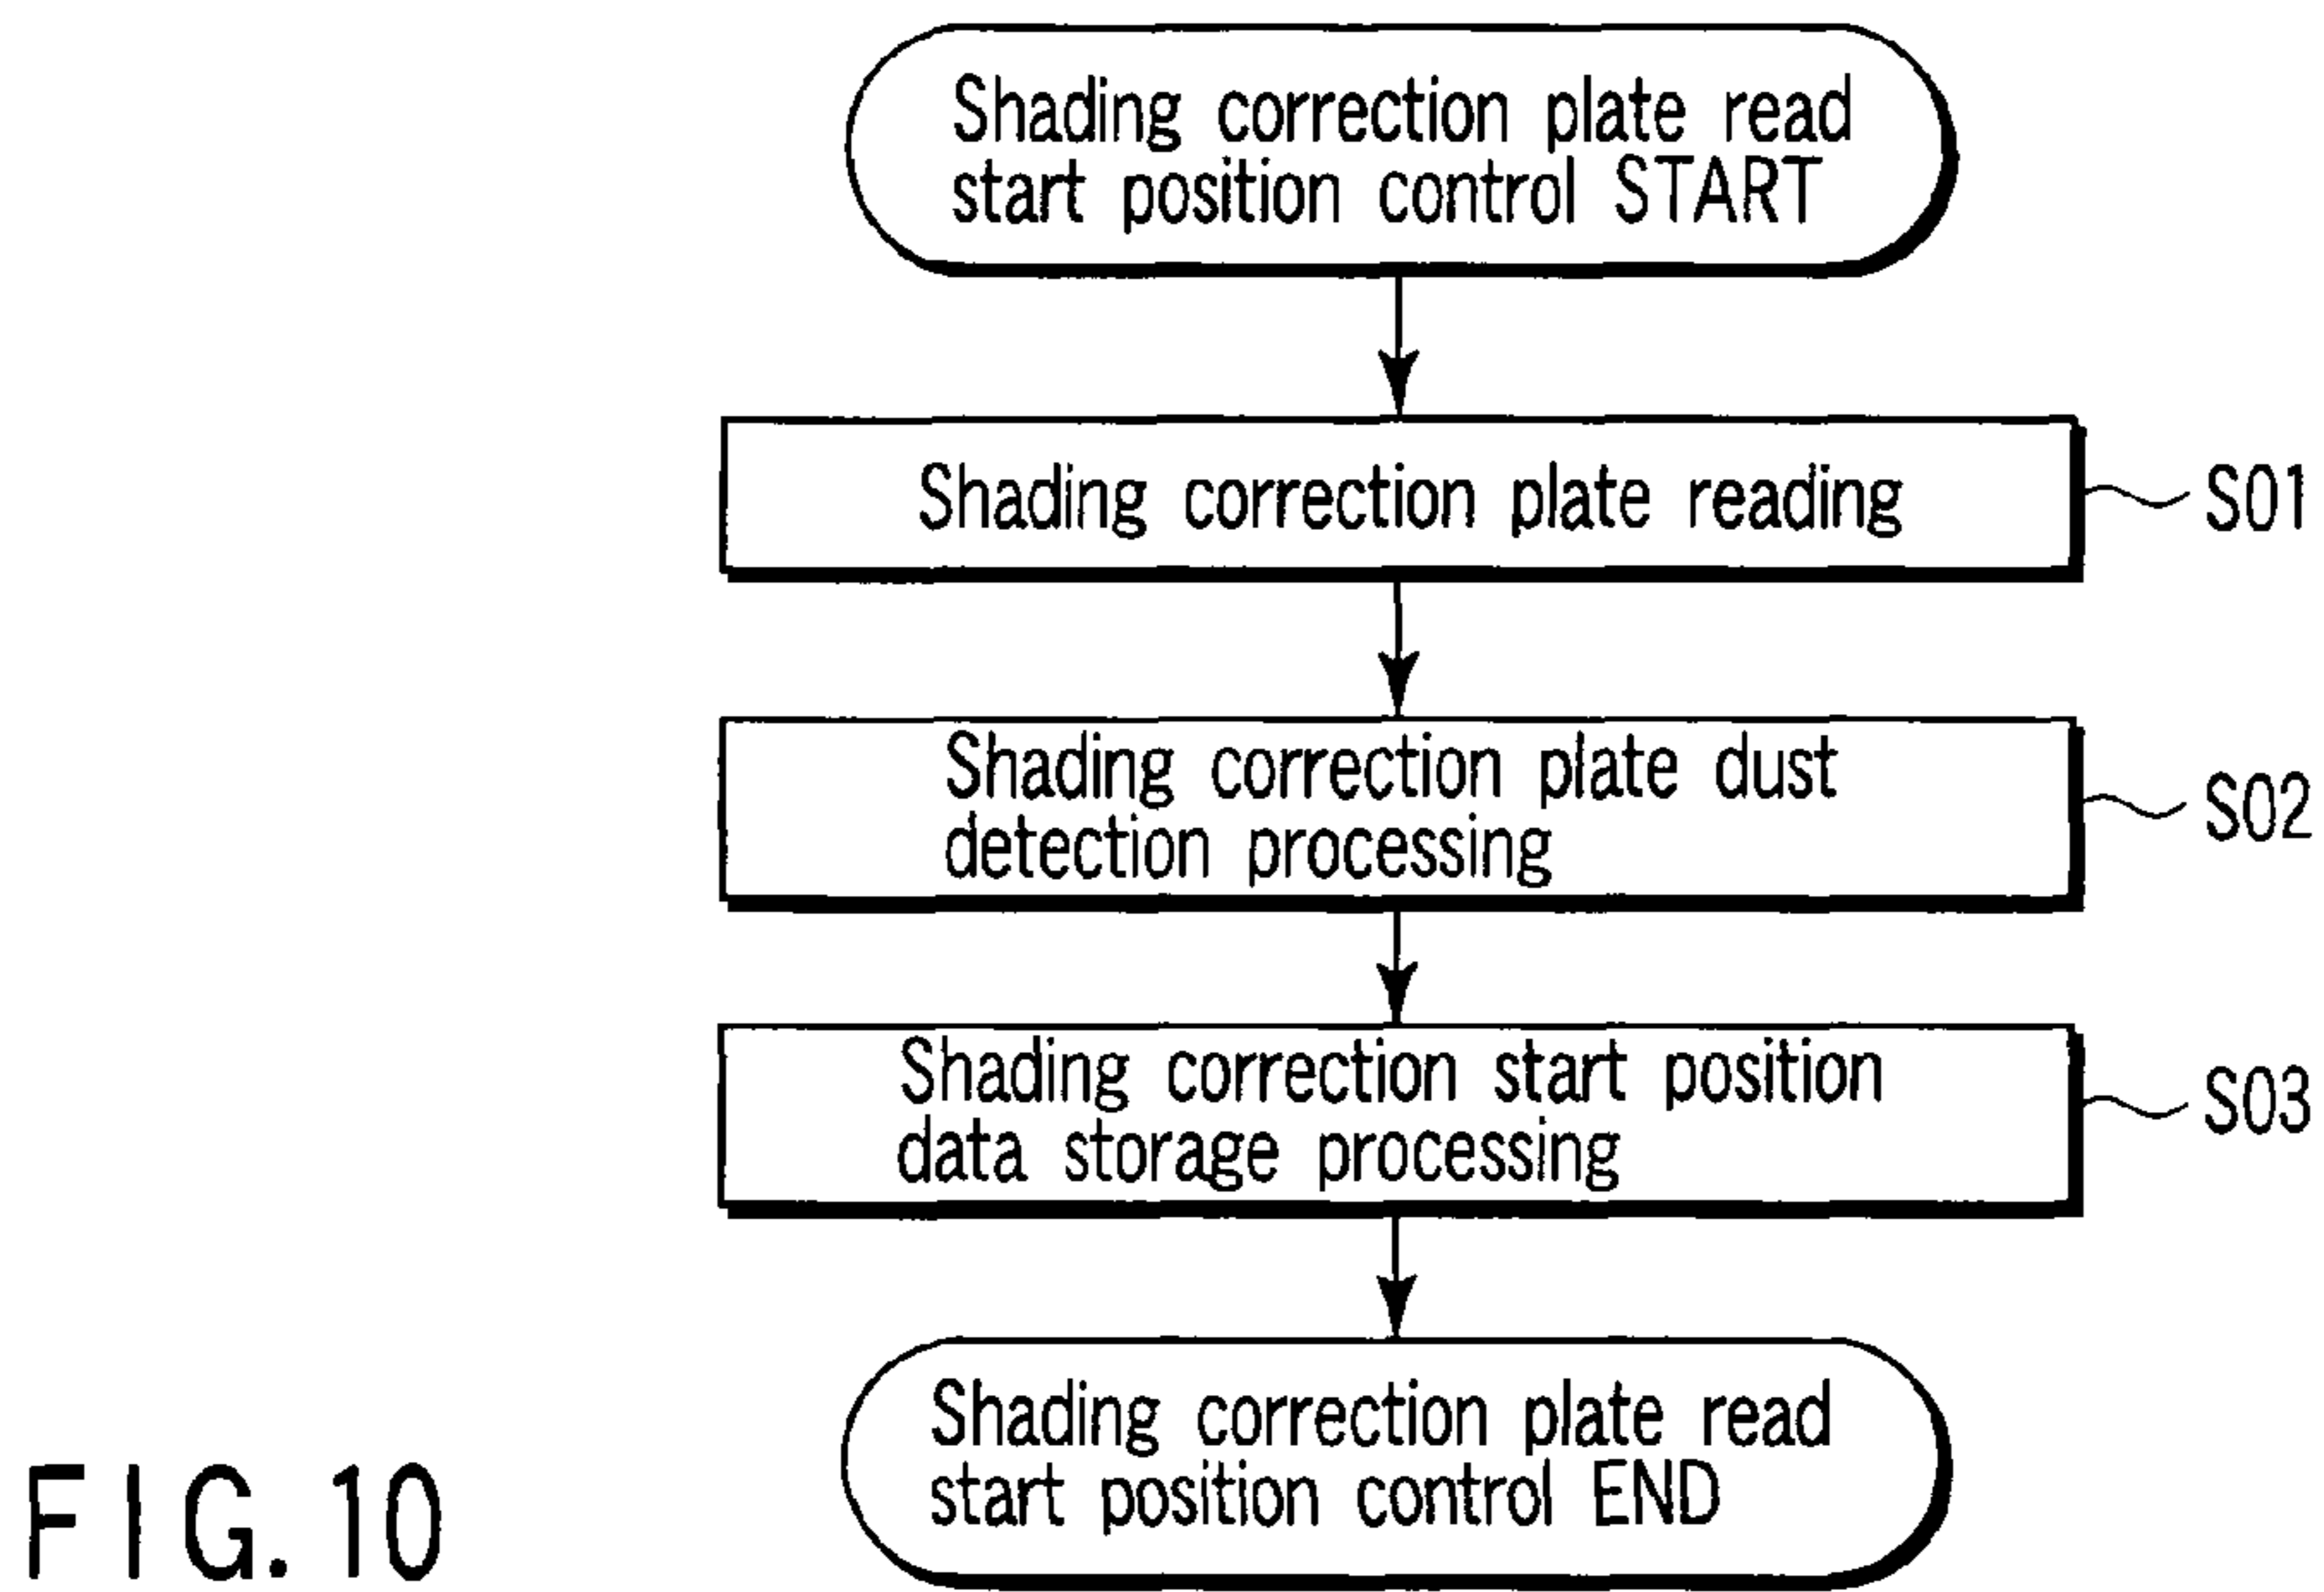 Shading correction plate read
start position control START
Shading correction plate reading
S01
Shading correction plate dust
detection processing
S02
Shading correction start position
data storage processing
S03
Shading correction plate read
start position control END
FIG.10